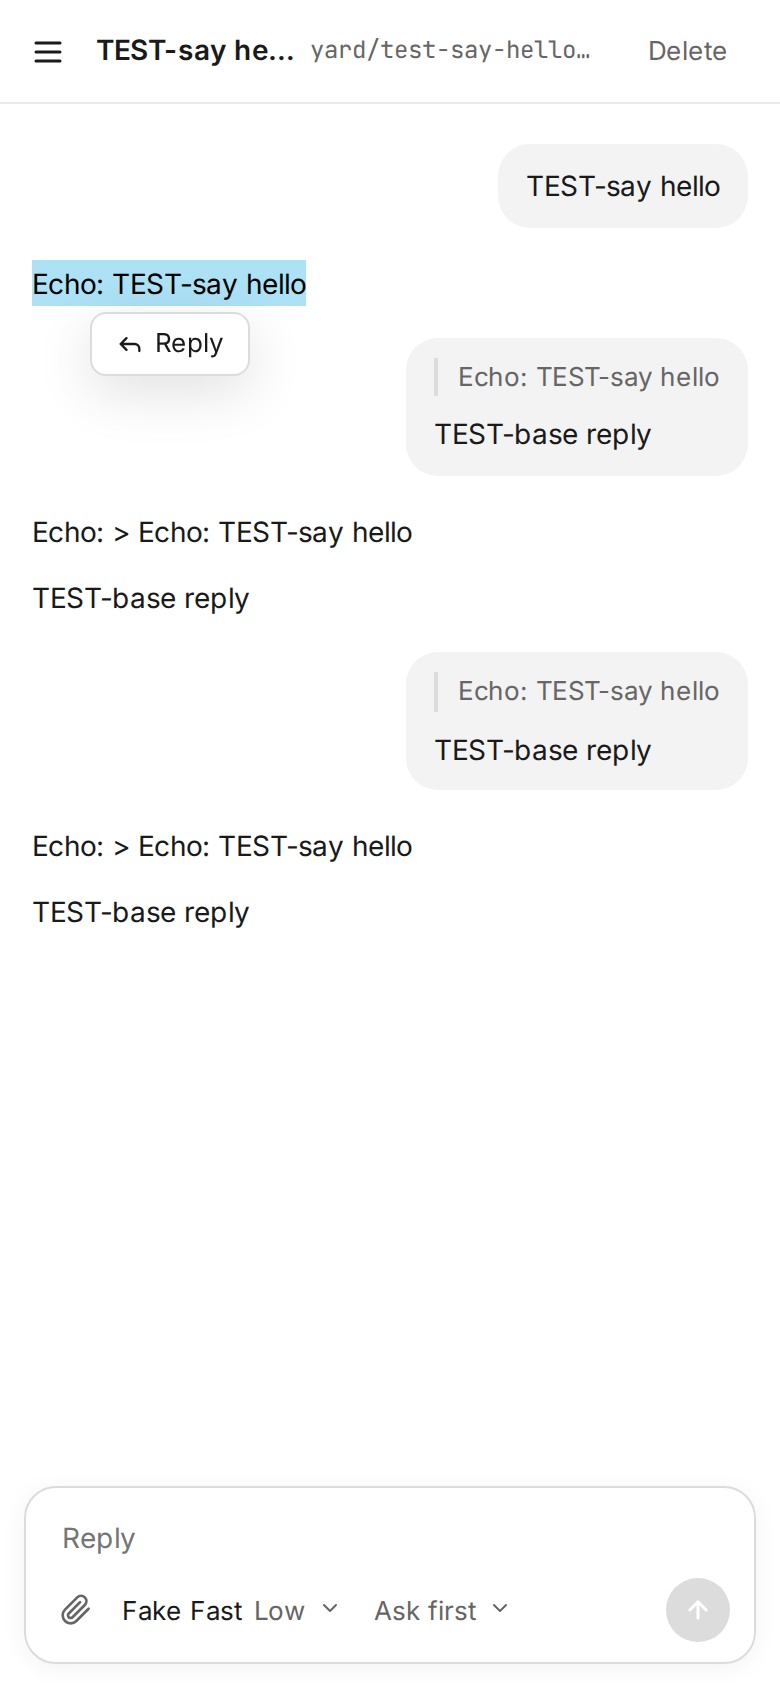 TEST-say he... yard/test-say-hello… Delete
TEST-say hello
Echo: TEST-say hello
Reply
Echo: TEST-say hello
TEST-base reply
Echo: > Echo: TEST-say hello
TEST-base reply
Echo: TEST-say hello
TEST-base reply
Echo: > Echo: TEST-say hello
TEST-base reply
Reply
Fake Fast Low Ask first